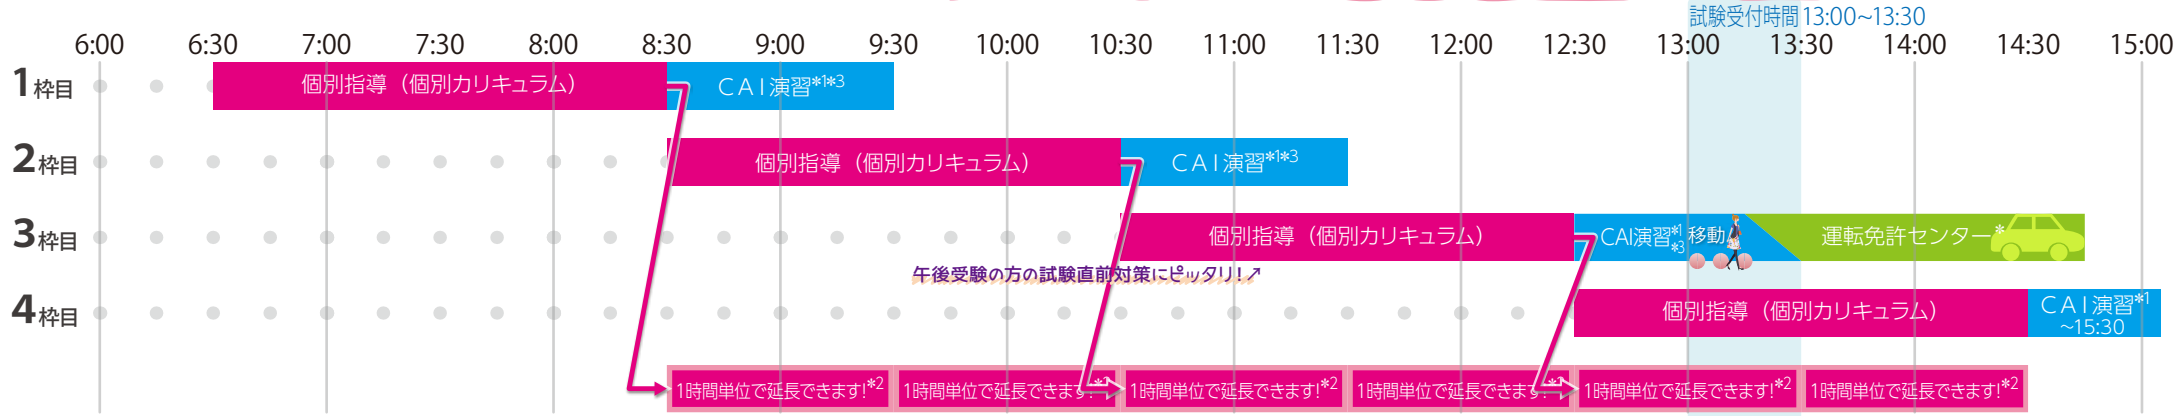 試験受付時間 13:00~13:30
6:00 6:30 7:00 7:30 8:00 8:30 9:00 9:30 10:00 10:30 11:00 11:30 12:00 12:30 13:00 13:30 14:00 14:30 15:00
1枠目 個別指導（個別カリキュラム） CAI演習*1*3
2枠目 個別指導（個別カリキュラム） CAI演習*1*3
3枠目 個別指導（個別カリキュラム） CAI演習*1*3 移動 運転免許センター*
午後受験の方の試験直前対策にピッタリ!↗
4枠目 個別指導（個別カリキュラム） CAI演習*1
~15:30
1時間単位で延長できます!*2 1時間単位で延長できます!*2 1時間単位で延長できます!*2 1時間単位で延長できます!*2 1時間単位で延長できます!*2 1時間単位で延長できます!*2